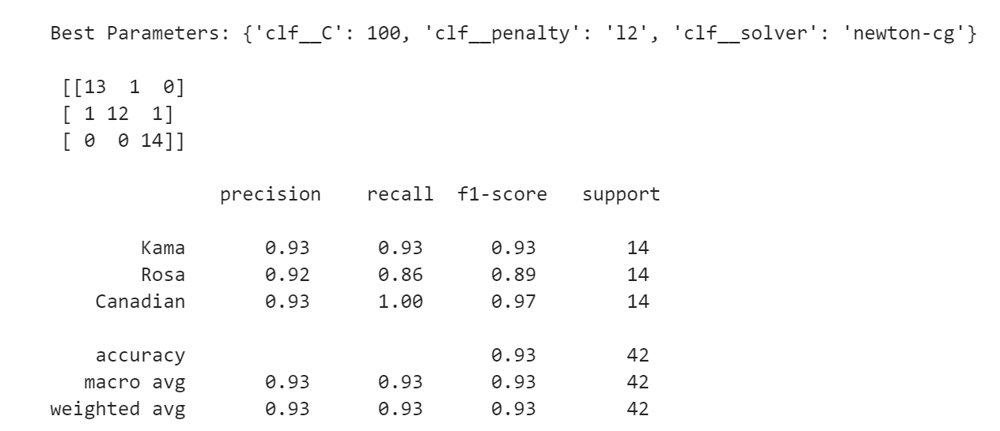 Best Parameters: {'clf__C': 100, 'clf__penalty': 'l2', 'clf__solver': 'newton-cg'}
[[13  1  0]
[ 1 12  1]
[ 0  0 14]]
precision recall f1-score support
Kama 0.93 0.93 0.93 14
Rosa 0.92 0.86 0.89 14
Canadian 0.93 1.00 0.97 14
accuracy 0.93 42
macro avg 0.93 0.93 0.93 42
weighted avg 0.93 0.93 0.93 42